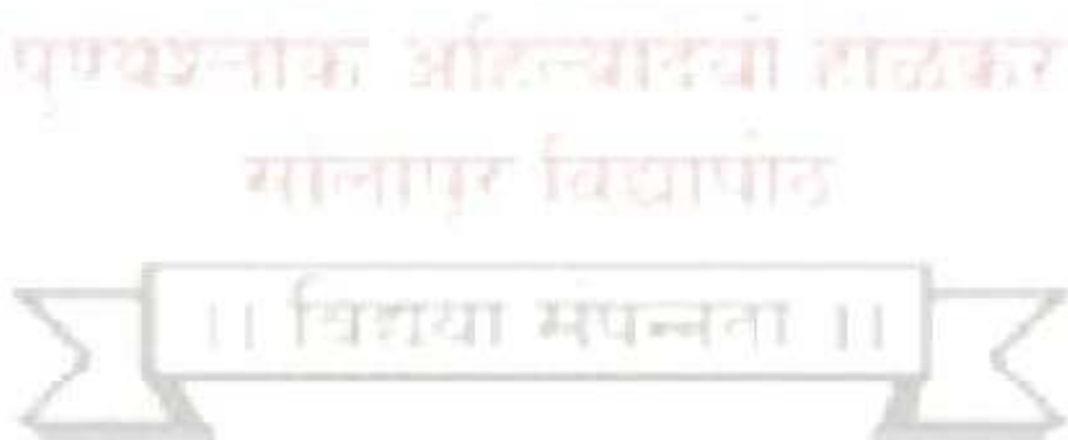 पुण्यश्लोक अहिल्यादेवी होळकर
सोलापूर विद्यापीठ
|| विद्यया संपन्नता ||